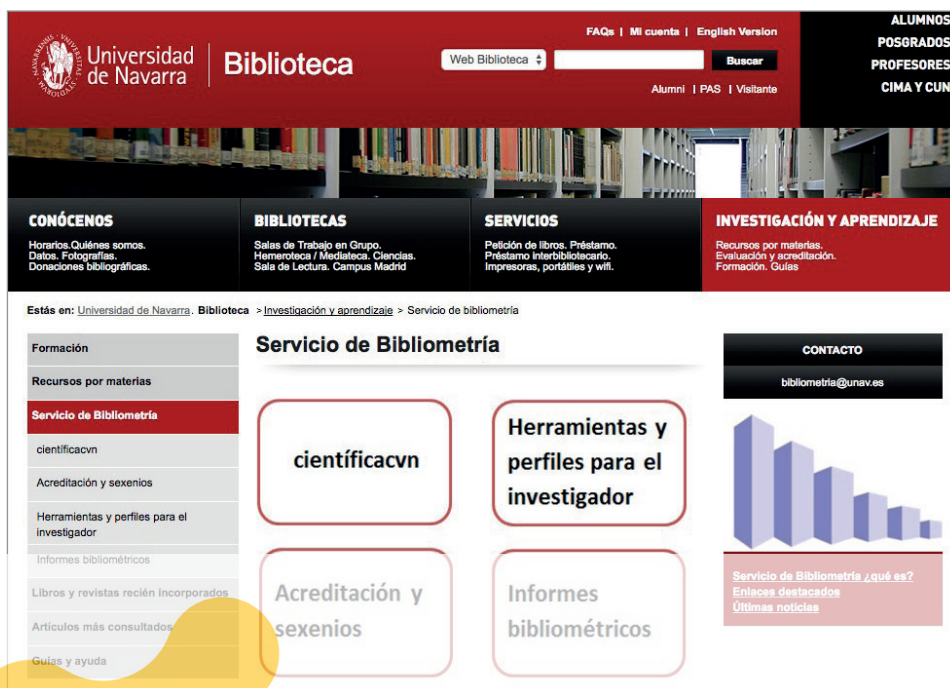 FAQs | Mi cuenta | English Version
ALUMNOS
POSGRADOS
PROFESORES
CIMA Y CUN
Universidad
de Navarra
Biblioteca
Web Biblioteca
Buscar
Alumni | PAS | Visitante
CONÓCENOS
Horarios.Quiénes somos.
Datos. Fotografías.
Donaciones bibliográficas.
BIBLIOTECAS
Salas de Trabajo en Grupo.
Hemeroteca / Mediateca. Ciencias.
Sala de Lectura. Campus Madrid
SERVICIOS
Petición de libros. Préstamo.
Préstamo interbibliotecario.
Impresoras, portátiles y wifi.
INVESTIGACIÓN Y APRENDIZAJE
Recursos por materias.
Evaluación y acreditación.
Formación. Guías
Estás en: Universidad de Navarra. Biblioteca > Investigación y aprendizaje > Servicio de bibliometría
Formación
Recursos por materias
Servicio de Bibliometría
científicacvn
Acreditación y sexenios
Herramientas y perfiles para el
investigador
Informes bibliométricos
Libros y revistas recién incorporados
Artículos más consultados
Guías y ayuda
Servicio de Bibliometría
científicacvn
Herramientas y
perfiles para el
investigador
Acreditación y
sexenios
Informes
bibliométricos
CONTACTO
bibliometria@unav.es
Servicio de Bibliometría ¿qué es?
Enlaces destacados
Últimas noticias